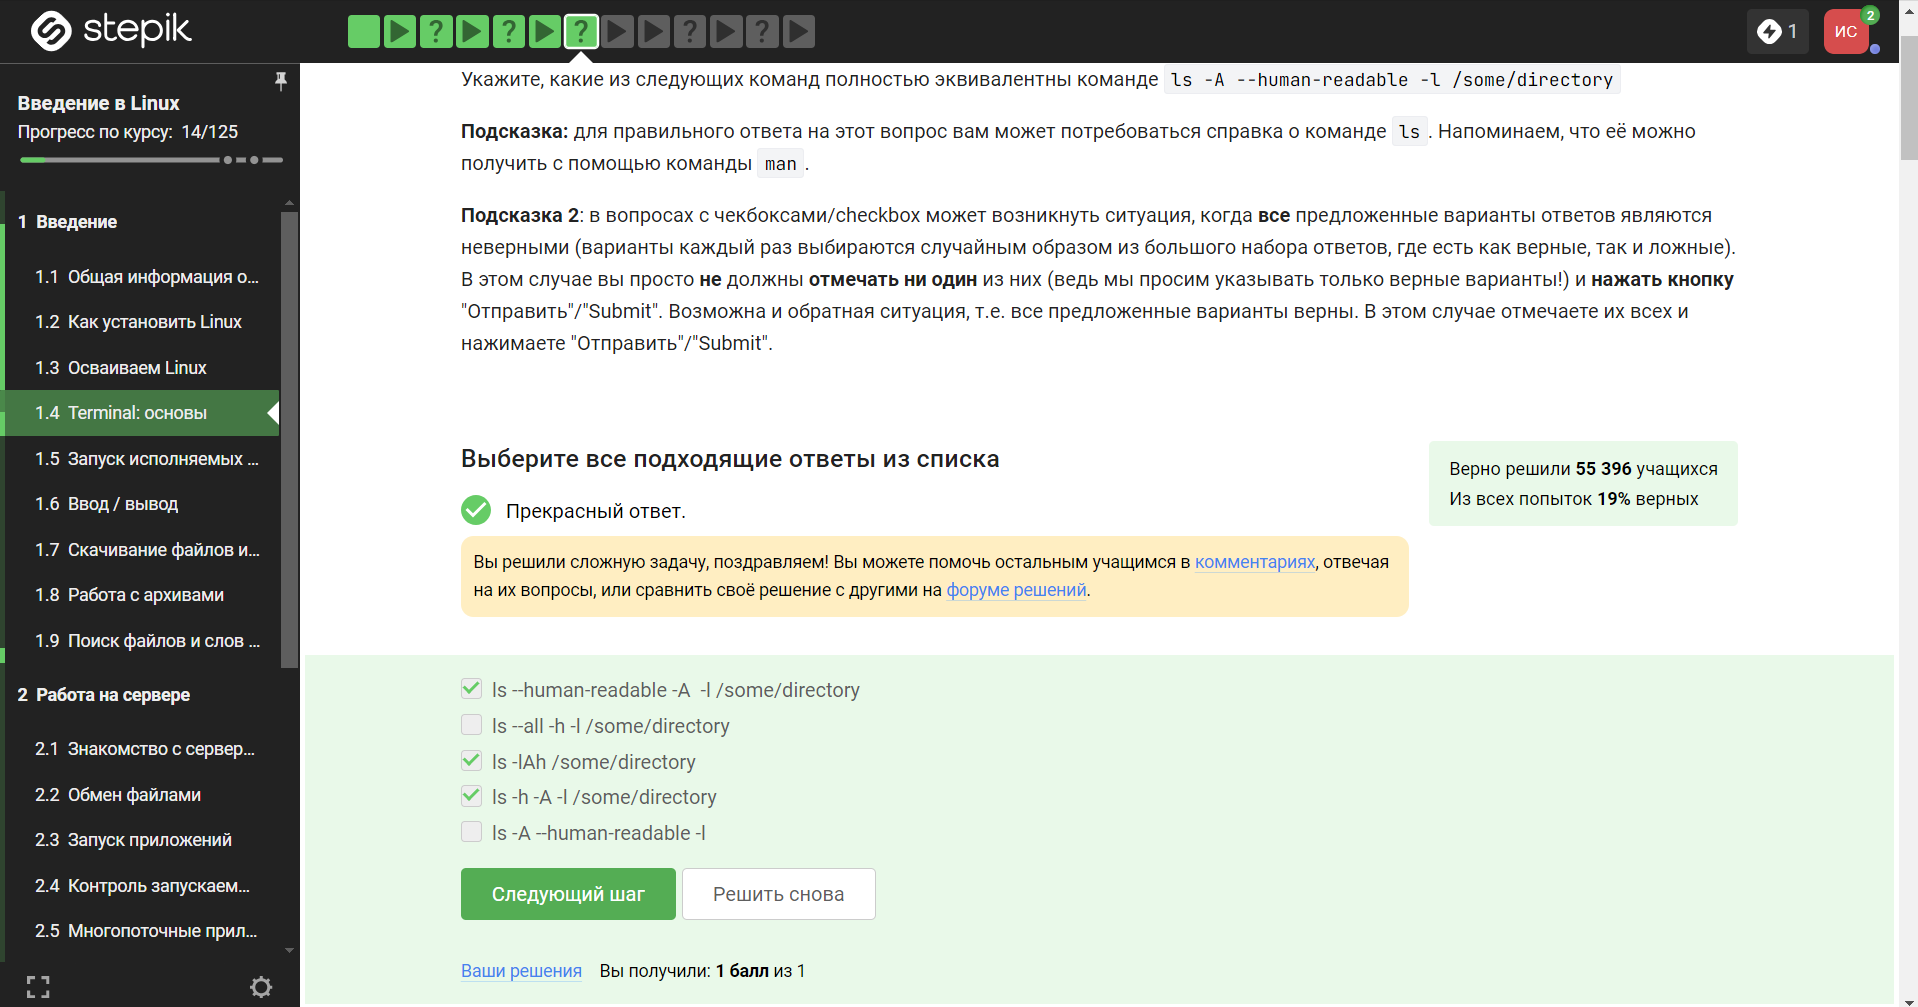 stepik
? ? ? ? ?
1
ИС
2
Введение в Linux
Прогресс по курсу: 14/125
1 Введение
1.1 Общая информация о...
1.2 Как установить Linux
1.3 Осваиваем Linux
1.4 Terminal: основы
1.5 Запуск исполняемых ...
1.6 Ввод / вывод
1.7 Скачивание файлов и...
1.8 Работа с архивами
1.9 Поиск файлов и слов ...
2 Работа на сервере
2.1 Знакомство с сервер...
2.2 Обмен файлами
2.3 Запуск приложений
2.4 Контроль запускаем...
2.5 Многопоточные прил...
Укажите, какие из следующих команд полностью эквивалентны команде ls -A --human-readable -l /some/directory
Подсказка: для правильного ответа на этот вопрос вам может потребоваться справка о команде ls . Напоминаем, что её можно
получить с помощью команды man .
Подсказка 2: в вопросах с чекбоксами/checkbox может возникнуть ситуация, когда все предложенные варианты ответов являются
неверными (варианты каждый раз выбираются случайным образом из большого набора ответов, где есть как верные, так и ложные).
В этом случае вы просто не должны отмечать ни один из них (ведь мы просим указывать только верные варианты!) и нажать кнопку
"Отправить"/"Submit". Возможна и обратная ситуация, т.е. все предложенные варианты верны. В этом случае отмечаете их всех и
нажимаете "Отправить"/"Submit".
Выберите все подходящие ответы из списка
Верно решили 55 396 учащихся
Из всех попыток 19% верных
Прекрасный ответ.
Вы решили сложную задачу, поздравляем! Вы можете помочь остальным учащимся в комментариях, отвечая
на их вопросы, или сравнить своё решение с другими на форуме решений.
ls --human-readable -A  -l /some/directory
ls --all -h -l /some/directory
ls -lAh /some/directory
ls -h -A -l /some/directory
ls -A --human-readable -l
Следующий шаг
Решить снова
Ваши решения Вы получили: 1 балл из 1